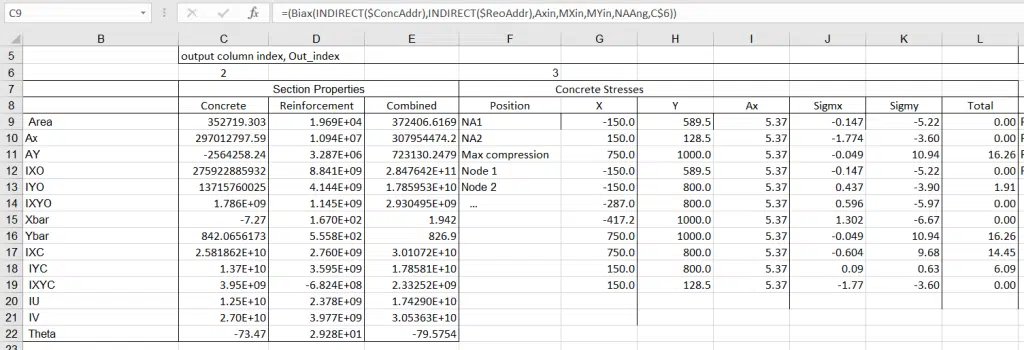 C9 =(Biax(INDIRECT($ConcAddr),INDIRECT($ReoAddr),Axin,MXin,MYin,NAAng,C$6))
B C D E F G H I J K L
5 output column index, Out_index
6 2 3
7 Section Properties Concrete Stresses
8 Concrete Reinforcement Combined Position X Y Ax Sigmx Sigmy Total
9 Area 352719.303 1.969E+04 372406.6169 NA1 -150.0 589.5 5.37 -0.147 -5.22 0.00
10 Ax 297012797.59 1.094E+07 307954474.2 NA2 -150.0 128.5 5.37 -1.774 -3.60 0.00
11 AY -2564258.24 3.287E+06 723130.2479 Max compression 750.0 1000.0 5.37 -0.049 10.94 16.26
12 IXO 275922885932 8.841E+09 2.847642E+11 Node 1 -150.0 589.5 5.37 -0.147 -5.22 0.00
13 IYO 13715760025 4.144E+09 1.785953E+10 Node 2 -150.0 800.0 5.37 0.437 -3.90 1.91
14 IXYO 1.786E+09 1.145E+09 2.930495E+09 ... -287.0 800.0 5.37 0.596 -5.97 0.00
15 Xbar -7.27 1.670E+02 1.942 -417.2 1000.0 5.37 1.302 -6.67 0.00
16 Ybar 842.0656173 5.558E+02 826.9 750.0 1000.0 5.37 -0.049 10.94 16.26
17 IXC 2.581862E+10 2.760E+09 3.01072E+10 750.0 800.0 5.37 -0.604 9.68 14.45
18 IYC 1.37E+10 3.595E+09 1.78581E+10 150.0 800.0 5.37 0.09 0.63 6.09
19 IXYC 3.95E+09 -6.824E+08 2.33252E+09 150.0 128.5 5.37 -1.77 -3.60 0.00
20 IU 1.25E+10 2.378E+09 1.74290E+10
21 IV 2.70E+10 3.977E+09 3.05363E+10
22 Theta -73.47 2.928E+01 -79.5754